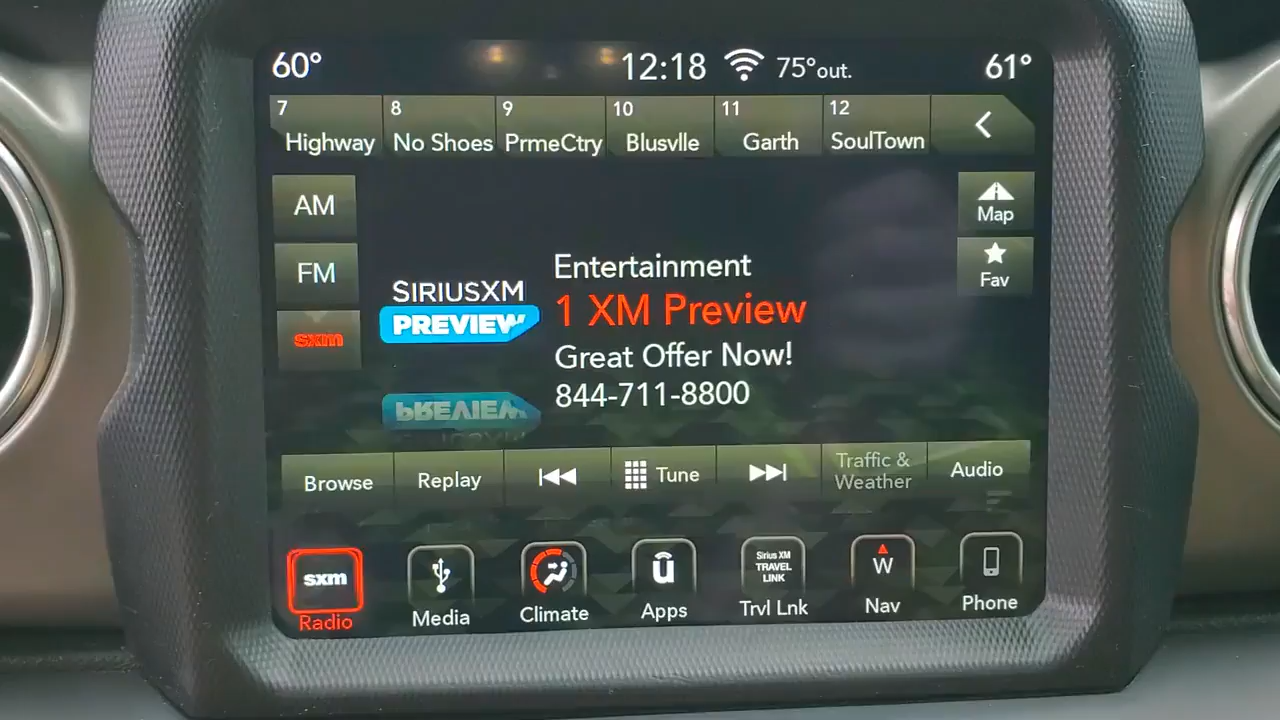 60° 12:18 75°out. 61°
7 Highway 8 No Shoes 9 PrmeCtry 10 Blusvlle 11 Garth 12 SoulTown
AM
FM
sxm
SIRIUSXM
PREVIEW
Entertainment
1 XM Preview
Great Offer Now!
844-711-8800
Map
Fav
Browse Replay Tune Traffic & Weather Audio
sxm
Radio
Media
Climate
ū
Apps
Sirius XM
TRAVEL
LINK
Trvl Lnk
W
Nav
Phone